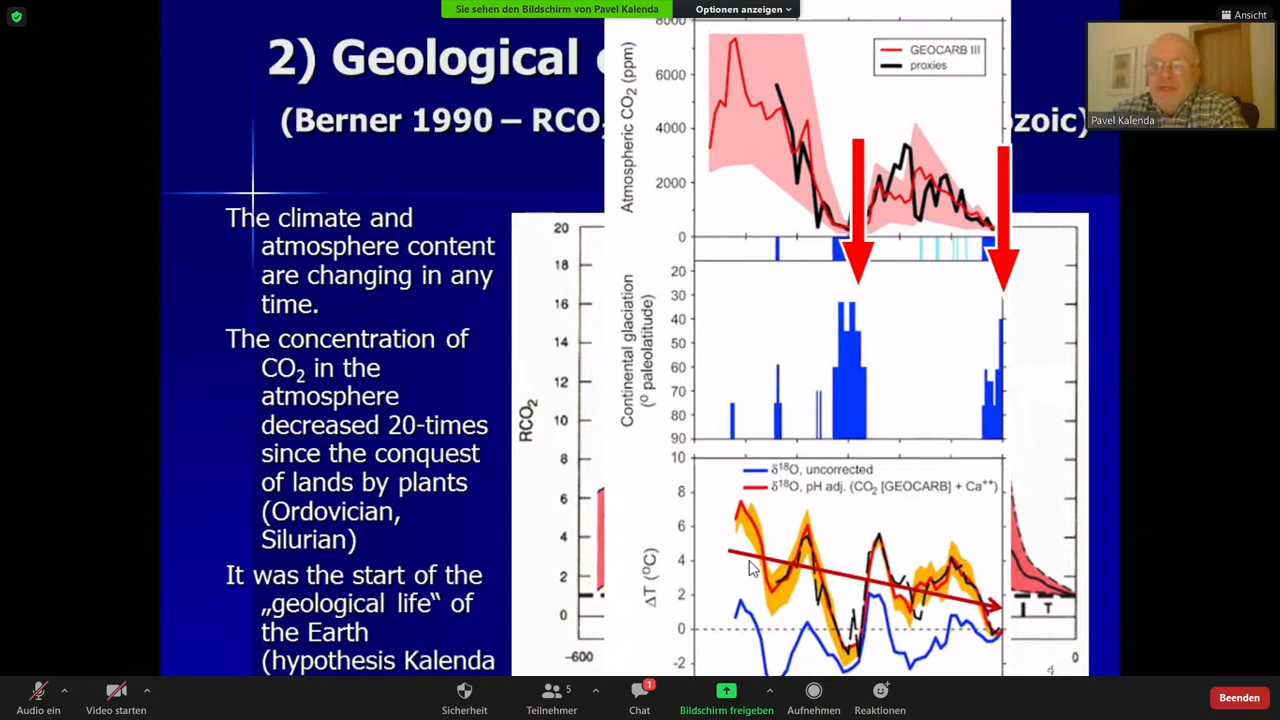 Sie sehen den Bildschirm von Pavel Kalenda
Optionen anzeigen
Ansicht
2) Geological
(Berner 1990 – RCO₂
ozoic)
Pavel Kalenda
The climate and
atmosphere content
are changing in any
time.
The concentration of
CO₂ in the
atmosphere
decreased 20-times
since the conquest
of lands by plants
(Ordovician,
Silurian)
It was the start of the
„geological life“ of
the Earth
(hypothesis Kalenda
RCO₂
20
18
16
14
12
10
8
6
4
2
0
-600
Atmospheric CO₂ (ppm)
8000
6000
4000
2000
0
GEOCARB III
proxies
Continental glaciation
(° paleolatitude)
20
30
40
50
60
70
80
90
ΔT (°C)
10
8
6
4
2
0
-2
δ¹⁸O, uncorrected
δ¹⁸O, pH adj. (CO₂ [GEOCARB] + Ca⁺⁺)
T
4
0
Audio ein
Video starten
Sicherheit
5
Teilnehmer
1
Chat
Bildschirm freigeben
Aufnehmen
Reaktionen
Beenden